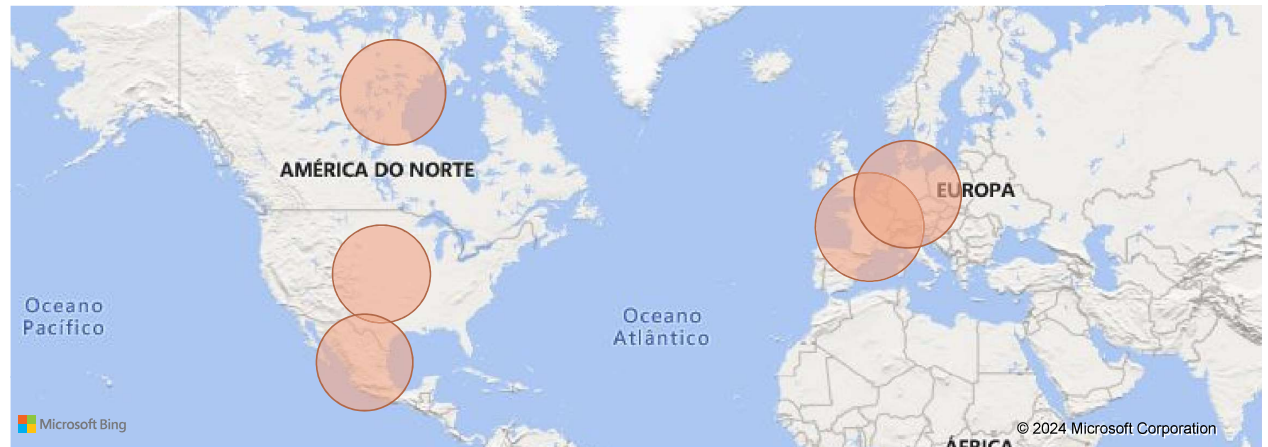 AMÉRICA DO NORTE
EUROPA
Oceano
Pacífico
Oceano
Atlântico
Microsoft Bing
© 2024 Microsoft Corporation
ÁFRICA